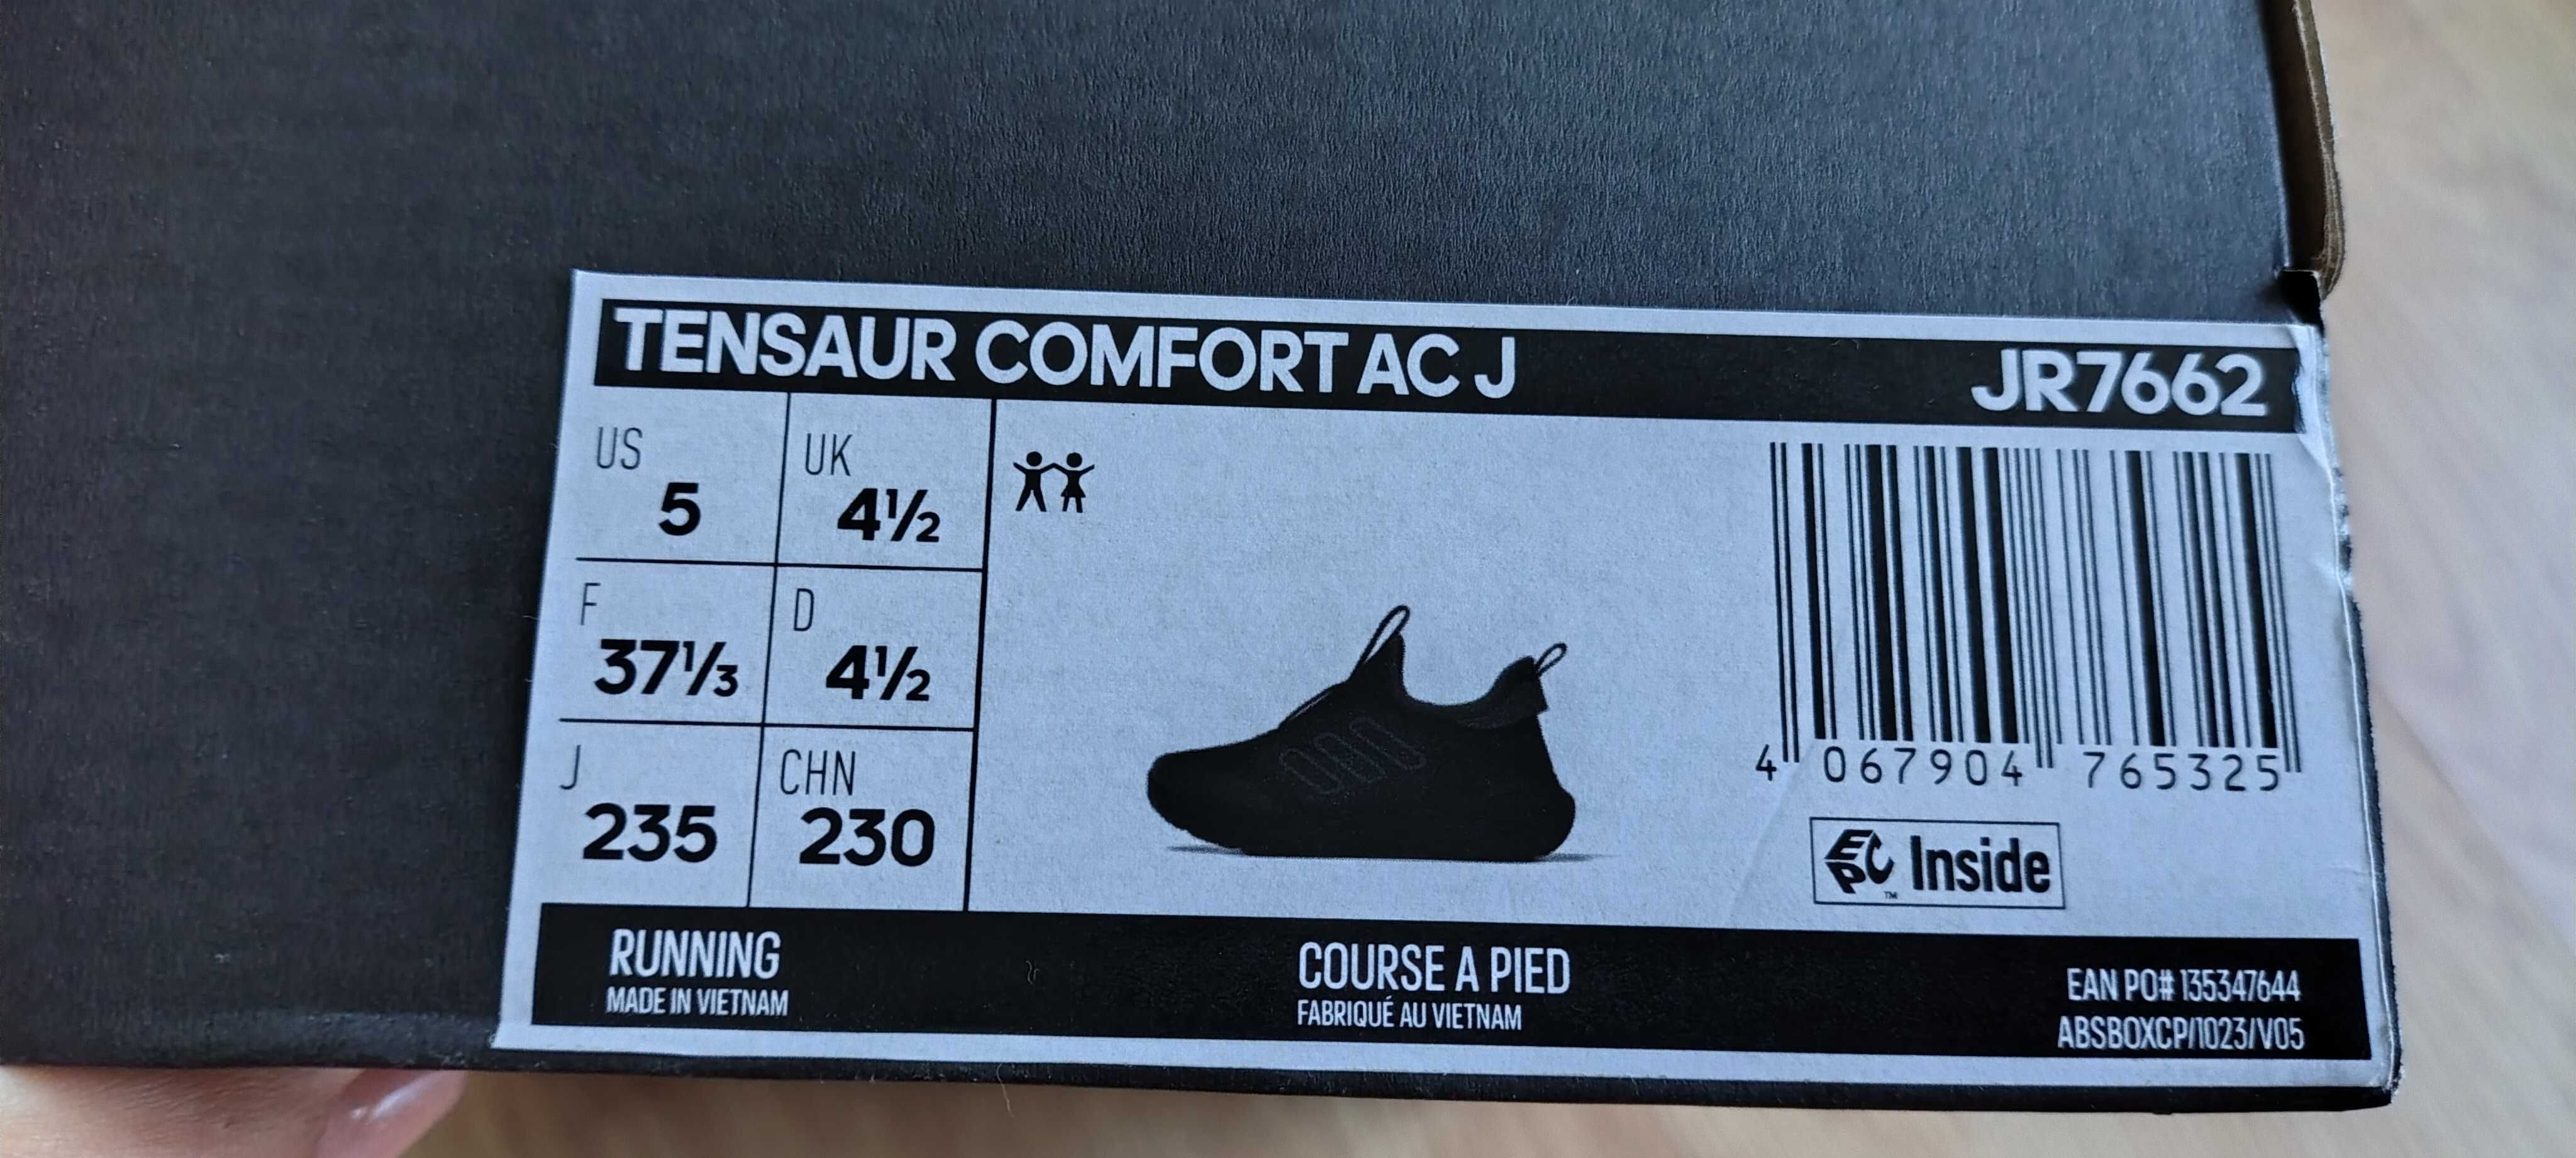 TENSAUR COMFORT AC J JR7662
US 5 UK 4½
F 37⅓ D 4½
J 235 CHN 230
4 067904 765325
EPC™ Inside
RUNNING
MADE IN VIETNAM
COURSE A PIED
FABRIQUÉ AU VIETNAM
EAN PO# 135347644
ABSBOXCP/1023/V05